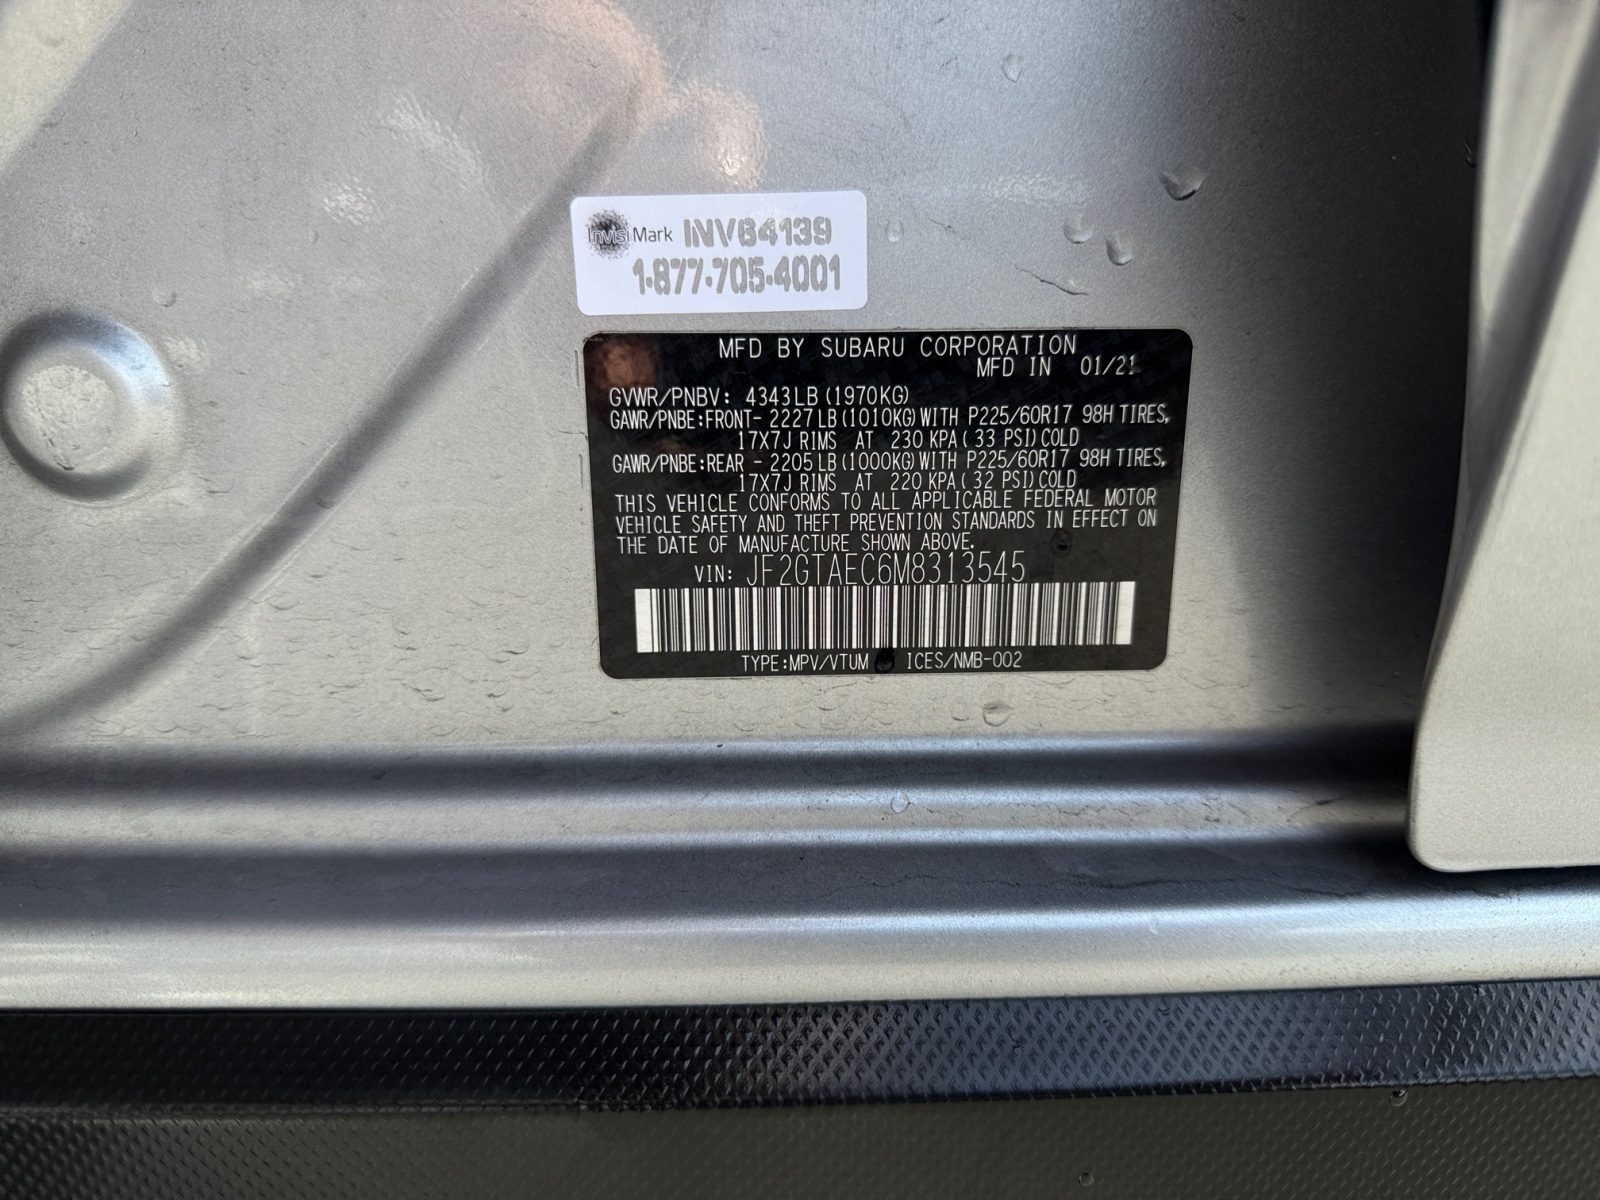 InvisiMark INV64139
1-877-705-4001
MFD BY SUBARU CORPORATION
MFD IN 01/21
GVWR/PNBV: 4343LB (1970KG)
GAWR/PNBE:FRONT- 2227LB (1010KG) WITH P225/60R17 98H TIRES,
17X7J RIMS AT 230 KPA( 33 PSI) COLD
GAWR/PNBE:REAR - 2205LB (1000KG) WITH P225/60R17 98H TIRES,
17X7J RIMS AT 220 KPA( 32 PSI) COLD
THIS VEHICLE CONFORMS TO ALL APPLICABLE FEDERAL MOTOR
VEHICLE SAFETY AND THEFT PREVENTION STANDARDS IN EFFECT ON
THE DATE OF MANUFACTURE SHOWN ABOVE.
VIN: JF2GTAEC6M8313545
TYPE:MPV/VTUM ICES/NMB-002